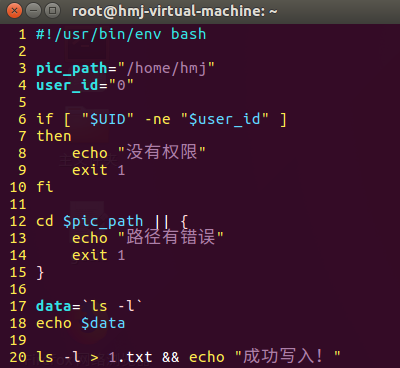 root@hmj-virtual-machine: ~
1 #!/usr/bin/env bash
2
3 pic_path="/home/hmj"
4 user_id="0"
5
6 if [ "$UID" -ne "$user_id" ]
7 then
8     echo "没有权限"
9     exit 1
10 fi
11
12 cd $pic_path || {
13     echo "路径有错误"
14     exit 1
15 }
16
17 data=`ls -l`
18 echo $data
19
20 ls -l > 1.txt && echo "成功写入！"